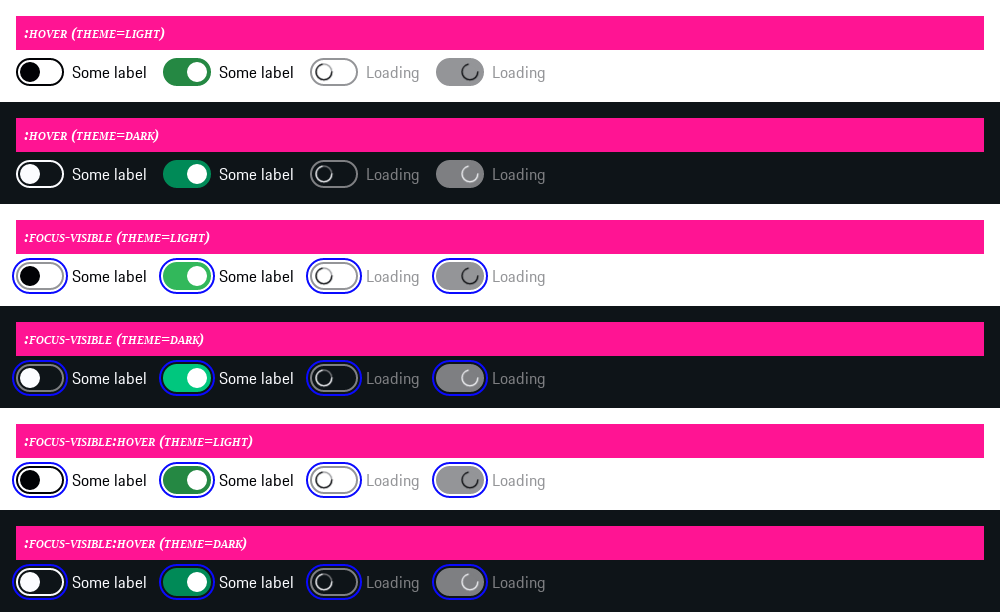 :HOVER (THEME=LIGHT)
Some label Some label Loading Loading
:HOVER (THEME=DARK)
Some label Some label Loading Loading
:FOCUS-VISIBLE (THEME=LIGHT)
Some label Some label Loading Loading
:FOCUS-VISIBLE (THEME=DARK)
Some label Some label Loading Loading
:FOCUS-VISIBLE:HOVER (THEME=LIGHT)
Some label Some label Loading Loading
:FOCUS-VISIBLE:HOVER (THEME=DARK)
Some label Some label Loading Loading